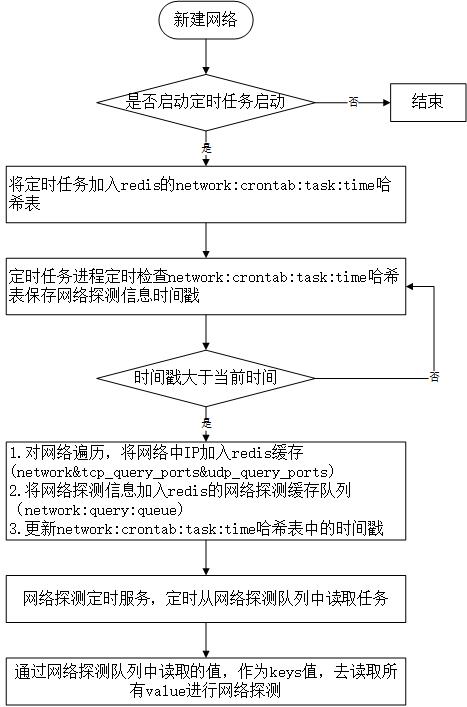 新建网络
是否启动定时任务启动
否
结束
是
将定时任务加入redis的network:crontab:task:time哈
希表
定时任务进程定时检查network:crontab:task:time哈希
表保存网络探测信息时间戳
时间戳大于当前时间
否
是
1.对网络遍历，将网络中IP加入redis缓存
(network&tcp_query_ports&udp_query_ports)
2.将网络探测信息加入redis的网络探测缓存队列
（network:query:queue）
3.更新network:crontab:task:time哈希表中的时间戳
网络探测定时服务，定时从网络探测队列中读取任务
通过网络探测队列中读取的值，作为keys值，去读取所
有value进行网络探测